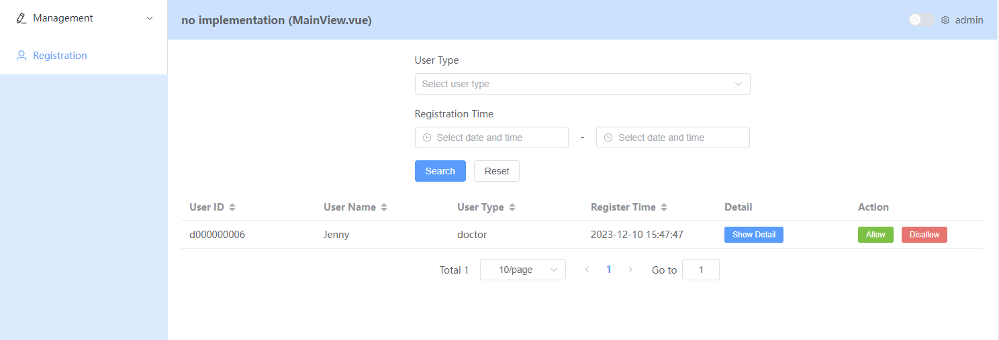 Management
Registration
no implementation (MainView.vue)
admin
User Type
Select user type
Registration Time
Select date and time - Select date and time
Search Reset
User ID User Name User Type Register Time Detail Action
d000000006 Jenny doctor 2023-12-10 15:47:47 Show Detail Allow Disallow
Total 1 10/page 1 Go to 1